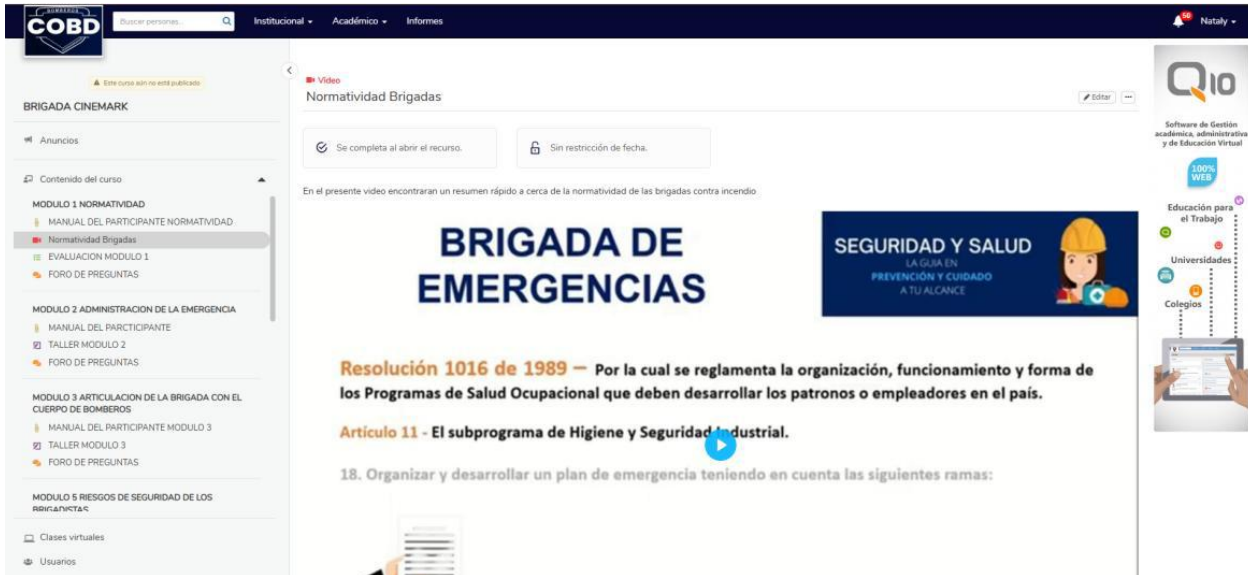 BOMBEROS
COBD
Buscar personas...
Institucional
Académico
Informes
50
Nataly
Este curso aún no está publicado
BRIGADA CINEMARK
Anuncios
Contenido del curso
MODULO 1 NORMATIVIDAD
MANUAL DEL PARTICIPANTE NORMATIVIDAD
Normatividad Brigadas
EVALUACION MODULO 1
FORO DE PREGUNTAS
MODULO 2 ADMINISTRACION DE LA EMERGENCIA
MANUAL DEL PARCTICIPANTE
TALLER MODULO 2
FORO DE PREGUNTAS
MODULO 3 ARTICULACION DE LA BRIGADA CON EL
CUERPO DE BOMBEROS
MANUAL DEL PARTICIPANTE MODULO 3
TALLER MODULO 3
FORO DE PREGUNTAS
MODULO 5 RIESGOS DE SEGURIDAD DE LOS
BRIGADISTAS
Clases virtuales
Usuarios
Video
Normatividad Brigadas
Editar
Se completa al abrir el recurso.
Sin restricción de fecha.
En el presente video encontraran un resumen rápido a cerca de la normatividad de las brigadas contra incendio
BRIGADA DE
EMERGENCIAS
SEGURIDAD Y SALUD
LA GUIA EN
PREVENCIÓN Y CUIDADO
A TU ALCANCE
Resolución 1016 de 1989 — Por la cual se reglamenta la organización, funcionamiento y forma de
los Programas de Salud Ocupacional que deben desarrollar los patronos o empleadores en el país.
Artículo 11 - El subprograma de Higiene y Seguridad Industrial.
18. Organizar y desarrollar un plan de emergencia teniendo en cuenta las siguientes ramas:
Q10
Software de Gestión
académica, administrativa
y de Educación Virtual
100%
WEB
Educación para
el Trabajo
Universidades
Colegios